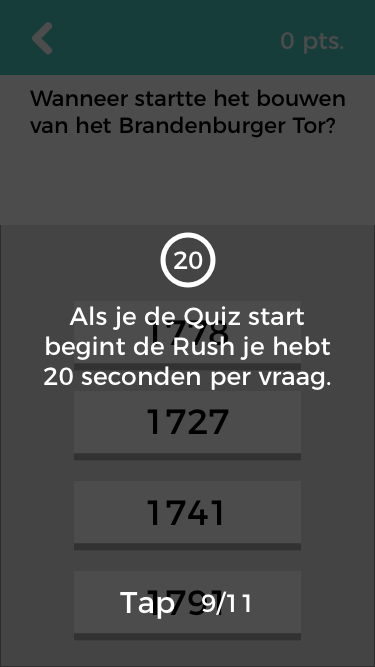 0 pts.
Wanneer startte het bouwen
van het Brandenburger Tor?
20
Als je de Quiz start
1778
begint de Rush je hebt
20 seconden per vraag.
1727
1741
1791
Tap 9/11